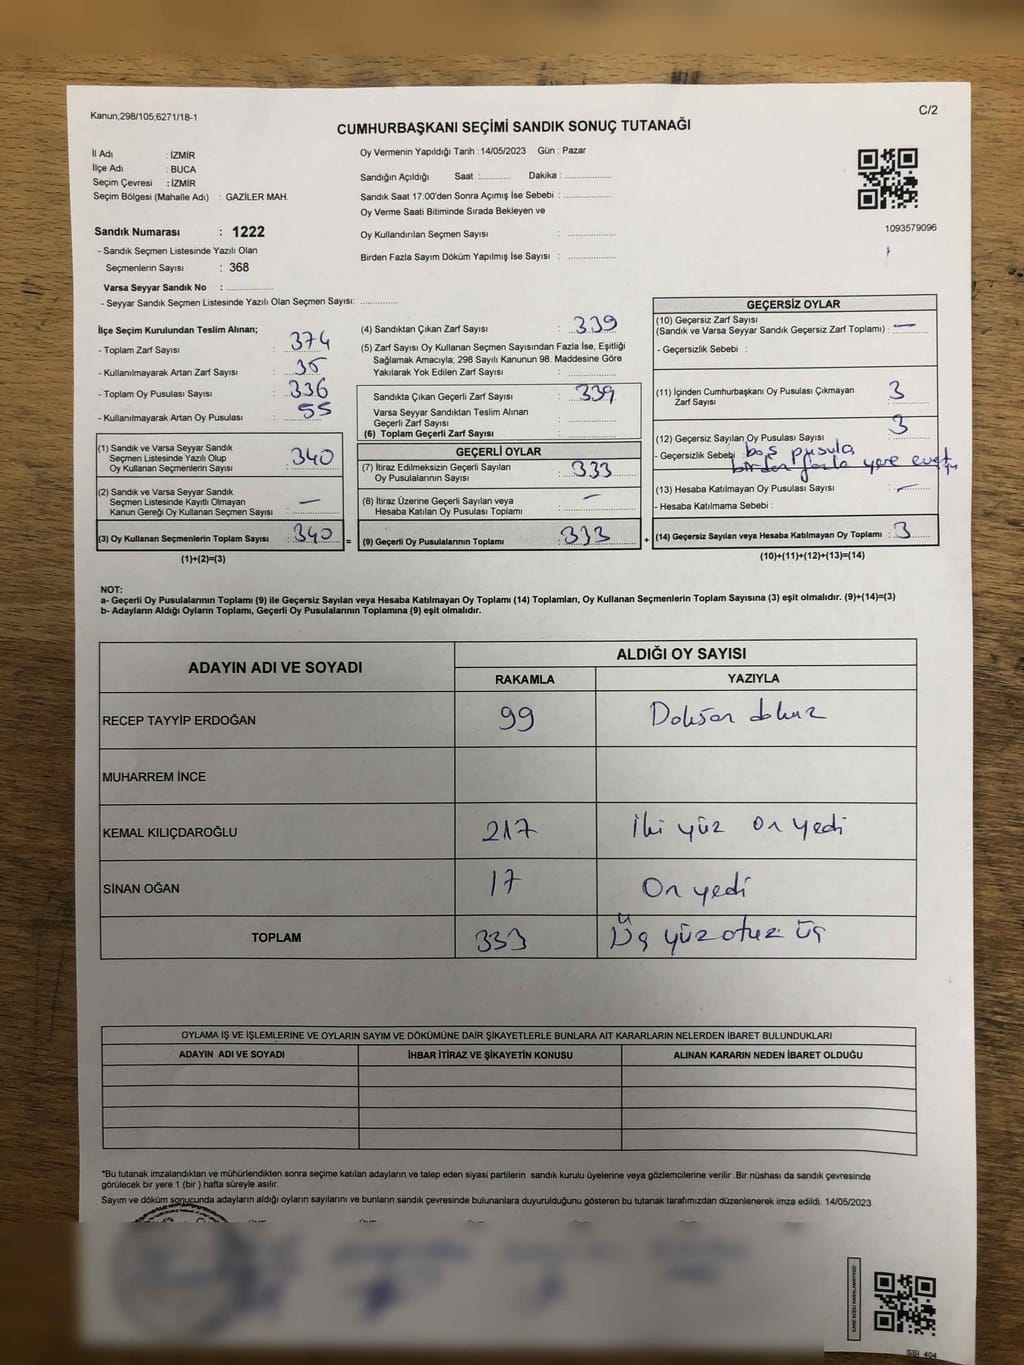 Kanun;298/105;6271/18-1
C/2
CUMHURBAŞKANI SEÇİMİ SANDIK SONUÇ TUTANAĞI
İl Adı : İZMİR
İlçe Adı : BUCA
Seçim Çevresi : İZMİR
Seçim Bölgesi (Mahalle Adı) : GAZİLER MAH.
Oy Vermenin Yapıldığı Tarih : 14/05/2023 Gün : Pazar
Sandığın Açıldığı Saat :.......... Dakika :................
Sandık Saat 17:00'den Sonra Açımış İse Sebebi :................
Oy Verme Saati Bitiminde Sırada Bekleyen ve
Oy Kullandırılan Seçmen Sayısı : ................
Birden Fazla Sayım Döküm Yapılmış İse Sayısı : ................
1093579096
Sandık Numarası : 1222
- Sandık Seçmen Listesinde Yazılı Olan
Seçmenlerin Sayısı : 368
Varsa Seyyar Sandık No : ................
- Seyyar Sandık Seçmen Listesinde Yazılı Olan Seçmen Sayısı: ............
İlçe Seçim Kurulundan Teslim Alınan;
- Toplam Zarf Sayısı : 374
- Kullanılmayarak Artan Zarf Sayısı : 35
- Toplam Oy Pusulası Sayısı : 336
- Kullanılmayarak Artan Oy Pusulası : 55
(1) Sandık ve Varsa Seyyar Sandık
Seçmen Listesinde Yazılı Olup
Oy Kullanan Seçmenlerin Sayısı : 340
(2) Sandık ve Varsa Seyyar Sandık
Seçmen Listesinde Kayıtlı Olmayan
Kanun Gereği Oy Kullanan Seçmen Sayısı : —
(3) Oy Kullanan Seçmenlerin Toplam Sayısı : 340 =
(1)+(2)=(3)
(4) Sandıktan Çıkan Zarf Sayısı : 339
(5) Zarf Sayısı Oy Kullanan Seçmen Sayısından Fazla İse, Eşitliği
Sağlamak Amacıyla; 298 Sayılı Kanunun 98. Maddesine Göre
Yakılarak Yok Edilen Zarf Sayısı : ............
Sandıkta Çıkan Geçerli Zarf Sayısı : 339
Varsa Seyyar Sandıktan Teslim Alınan
Geçerli Zarf Sayısı : ............
(6) Toplam Geçerli Zarf Sayısı : ............
GEÇERLİ OYLAR
(7) İtiraz Edilmeksizin Geçerli Sayılan
Oy Pusulalarının Sayısı : 333
(8) İtiraz Üzerine Geçerli Sayılan veya
Hesaba Katılan Oy Pusulası Toplamı : —
(9) Geçerli Oy Pusulalarının Toplamı : 333 +
GEÇERSİZ OYLAR
(10) Geçersiz Zarf Sayısı
(Sandık ve Varsa Seyyar Sandık Geçersiz Zarf Toplamı) : —
- Geçersizlik Sebebi :
(11) İçinden Cumhurbaşkanı Oy Pusulası Çıkmayan
Zarf Sayısı : 3
(12) Geçersiz Sayılan Oy Pusulası Sayısı : 3
- Geçersizlik Sebebi : boş pusula
birden fazla yere evet
(13) Hesaba Katılmayan Oy Pusulası Sayısı : —
- Hesaba Katılmama Sebebi :
(14) Geçersiz Sayılan veya Hesaba Katılmayan Oy Toplamı : 3
(10)+(11)+(12)+(13)=(14)
NOT:
a- Geçerli Oy Pusulalarının Toplamı (9) ile Geçersiz Sayılan veya Hesaba Katılmayan Oy Toplamı (14) Toplamları, Oy Kullanan Seçmenlerin Toplam Sayısına (3) eşit olmalıdır. (9)+(14)=(3)
b- Adayların Aldığı Oyların Toplamı, Geçerli Oy Pusulalarının Toplamına (9) eşit olmalıdır.
ADAYIN ADI VE SOYADI ALDIĞI OY SAYISI
RAKAMLA YAZIYLA
RECEP TAYYİP ERDOĞAN 99 Doksan dokuz
MUHARREM İNCE
KEMAL KILIÇDAROĞLU 217 İki yüz on yedi
SİNAN OĞAN 17 On yedi
TOPLAM 333 Üç yüz otuz üç
OYLAMA İŞ VE İŞLEMLERİNE VE OYLARIN SAYIM VE DÖKÜMÜNE DAİR ŞİKAYETLERLE BUNLARA AİT KARARLARIN NELERDEN İBARET BULUNDUKLARI
ADAYIN ADI VE SOYADI İHBAR İTİRAZ VE ŞİKAYETİN KONUSU ALINAN KARARIN NEDEN İBARET OLDUĞU
*Bu tutanak imzalandıktan ve mühürlendikten sonra seçime katılan adayların ve talep eden siyasi partilerin sandık kurulu üyelerine veya gözlemcilerine verilir .Bir nüshası da sandık çevresinde
görülecek bir yere 1 (bir ) hafta süreyle asılır.
Sayım ve döküm sonucunda adayların aldığı oyların sayılarını ve bunların sandık çevresinde bulunanlara duyurulduğunu gösteren bu tutanak tarafımızdan düzenlenerek imza edildi. 14/05/2023
SSI_404